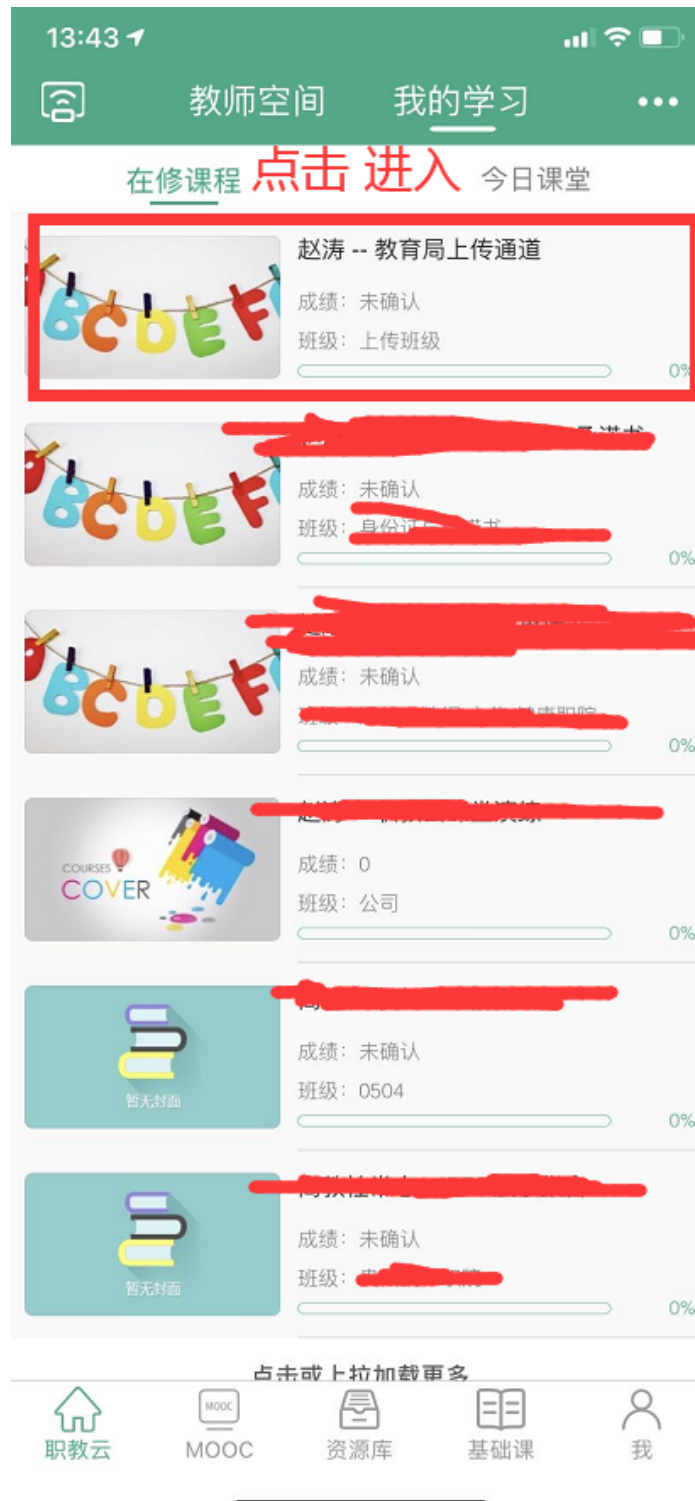 13:43
教师空间 我的学习
在修课程 点击 进入 今日课堂
赵涛 -- 教育局上传通道
成绩：未确认
班级：上传班级
0%
成绩：未确认
班级：
0%
成绩：未确认
0%
COURSES
COVER
成绩：0
班级：公司
0%
暂无封面
成绩：未确认
班级：0504
0%
暂无封面
成绩：未确认
班级：
0%
点击或上拉加载更多
MOOC
职教云 MOOC 资源库 基础课 我